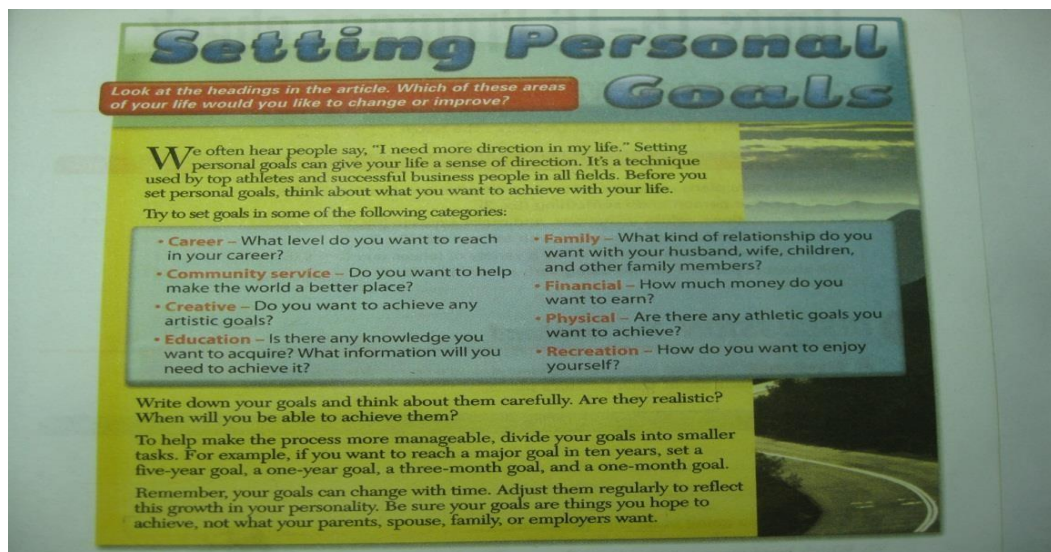 Setting Personal
Goals
Look at the headings in the article. Which of these areas
of your life would you like to change or improve?
We often hear people say, "I need more direction in my life." Setting
personal goals can give your life a sense of direction. It's a technique
used by top athletes and successful business people in all fields. Before you
set personal goals, think about what you want to achieve with your life.
Try to set goals in some of the following categories:
• Career – What level do you want to reach
in your career?
• Community service – Do you want to help
make the world a better place?
• Creative – Do you want to achieve any
artistic goals?
• Education – Is there any knowledge you
want to acquire? What information will you
need to achieve it?
• Family – What kind of relationship do you
want with your husband, wife, children,
and other family members?
• Financial – How much money do you
want to earn?
• Physical – Are there any athletic goals you
want to achieve?
• Recreation – How do you want to enjoy
yourself?
Write down your goals and think about them carefully. Are they realistic?
When will you be able to achieve them?
To help make the process more manageable, divide your goals into smaller
tasks. For example, if you want to reach a major goal in ten years, set a
five-year goal, a one-year goal, a three-month goal, and a one-month goal.
Remember, your goals can change with time. Adjust them regularly to reflect
this growth in your personality. Be sure your goals are things you hope to
achieve, not what your parents, spouse, family, or employers want.